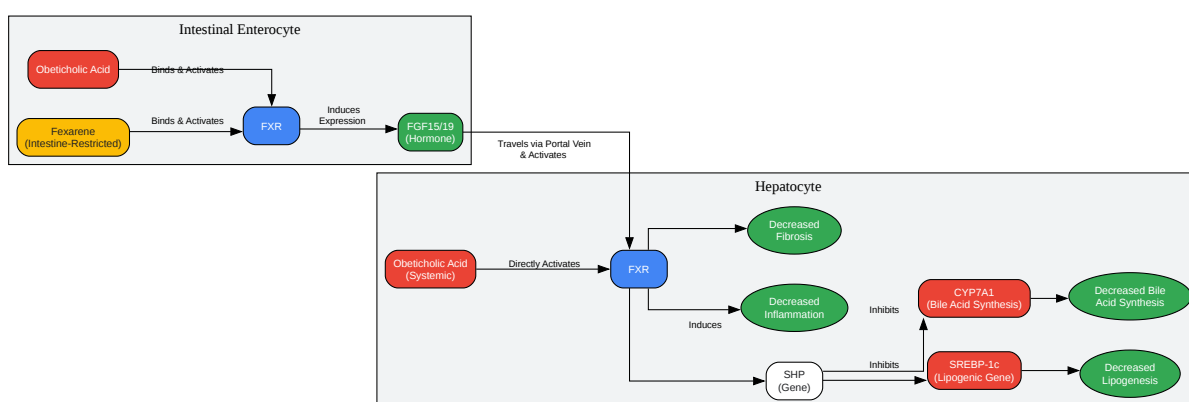 Intestinal Enterocyte
Obeticholic Acid
Binds & Activates
Fexarene
(Intestine-Restricted)
Binds & Activates
FXR
Induces
Expression
FGF15/19
(Hormone)
Travels via Portal Vein
& Activates
Hepatocyte
Obeticholic Acid
(Systemic)
Directly Activates
FXR
Decreased
Fibrosis
Decreased
Inflammation
Induces
SHP
(Gene)
Inhibits
CYP7A1
(Bile Acid Synthesis)
Decreased Bile
Acid Synthesis
Inhibits
SREBP-1c
(Lipogenic Gene)
Decreased
Lipogenesis